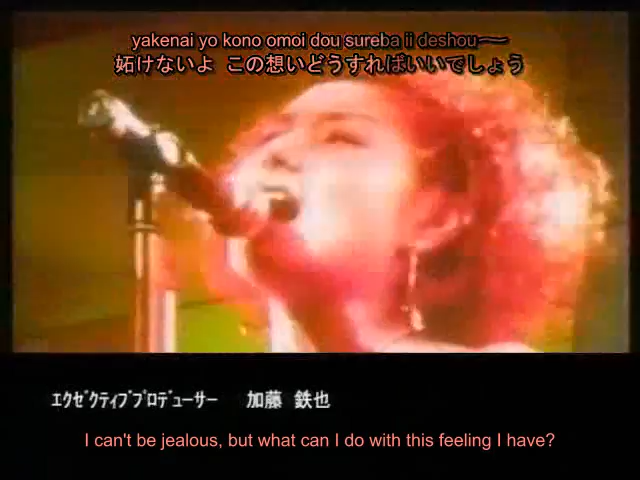 yakenai yo kono omoi dou sureba ii deshou~~
妬けないよ この想いどうすればいいでしょう
ｴｸｾﾞｸﾃｨﾌﾞﾌﾟﾛﾃﾞｭｰｻｰ 加藤 鉄也
I can't be jealous, but what can I do with this feeling I have?